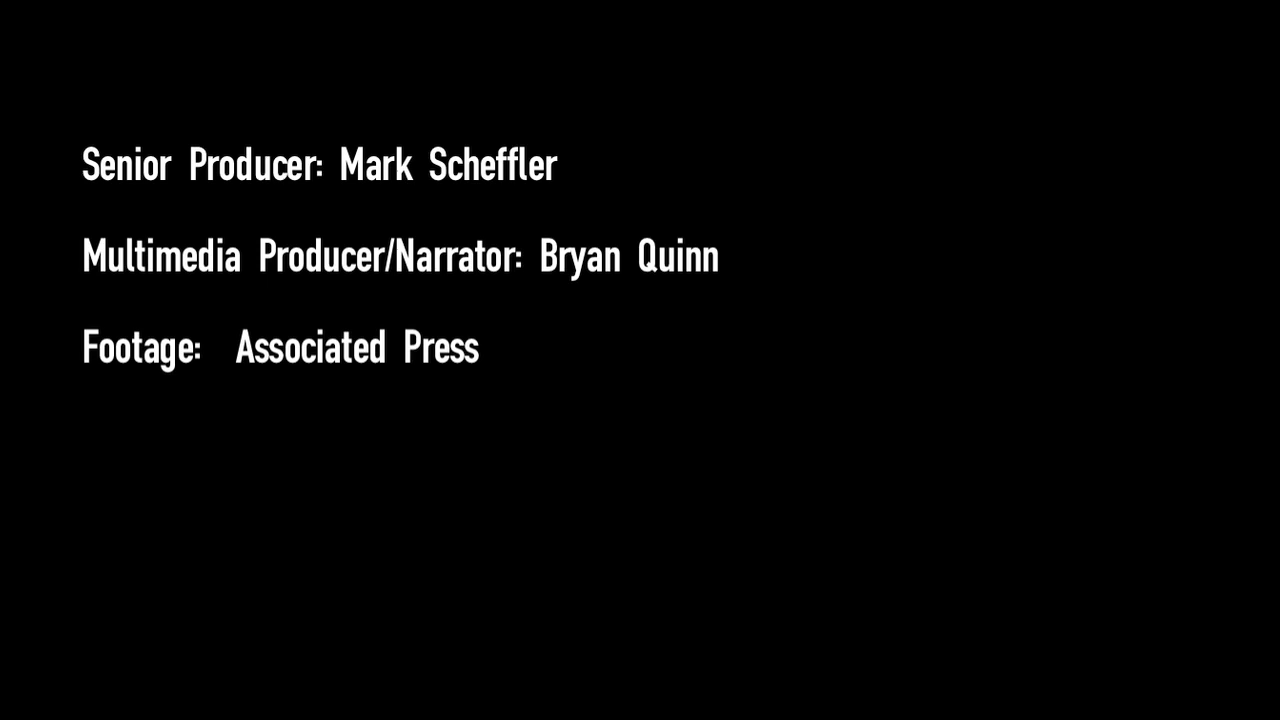 Senior Producer: Mark Scheffler
Multimedia Producer/Narrator: Bryan Quinn
Footage: Associated Press